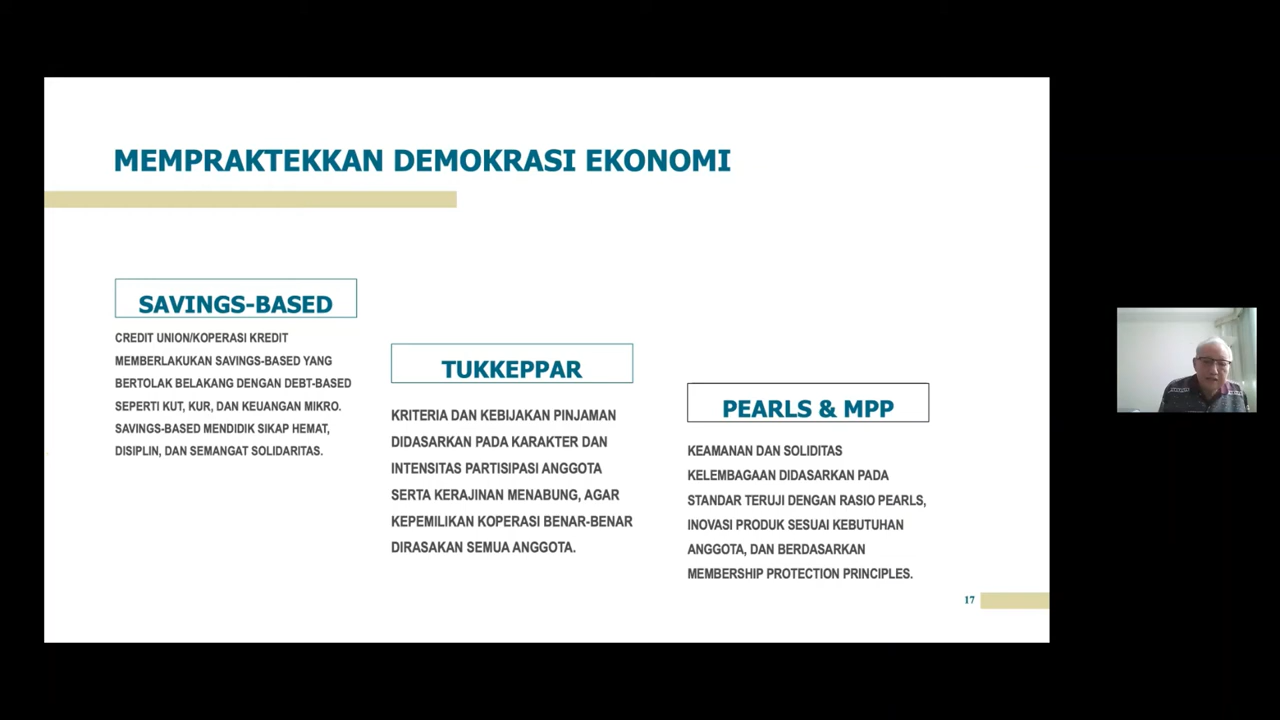 MEMPRAKTEKKAN DEMOKRASI EKONOMI
SAVINGS-BASED
CREDIT UNION/KOPERASI KREDIT
MEMBERLAKUKAN SAVINGS-BASED YANG
BERTOLAK BELAKANG DENGAN DEBT-BASED
SEPERTI KUT, KUR, DAN KEUANGAN MIKRO.
SAVINGS-BASED MENDIDIK SIKAP HEMAT,
DISIPLIN, DAN SEMANGAT SOLIDARITAS.
TUKKEPPAR
KRITERIA DAN KEBIJAKAN PINJAMAN
DIDASARKAN PADA KARAKTER DAN
INTENSITAS PARTISIPASI ANGGOTA
SERTA KERAJINAN MENABUNG, AGAR
KEPEMILIKAN KOPERASI BENAR-BENAR
DIRASAKAN SEMUA ANGGOTA.
PEARLS & MPP
KEAMANAN DAN SOLIDITAS
KELEMBAGAAN DIDASARKAN PADA
STANDAR TERUJI DENGAN RASIO PEARLS,
INOVASI PRODUK SESUAI KEBUTUHAN
ANGGOTA, DAN BERDASARKAN
MEMBERSHIP PROTECTION PRINCIPLES.
17